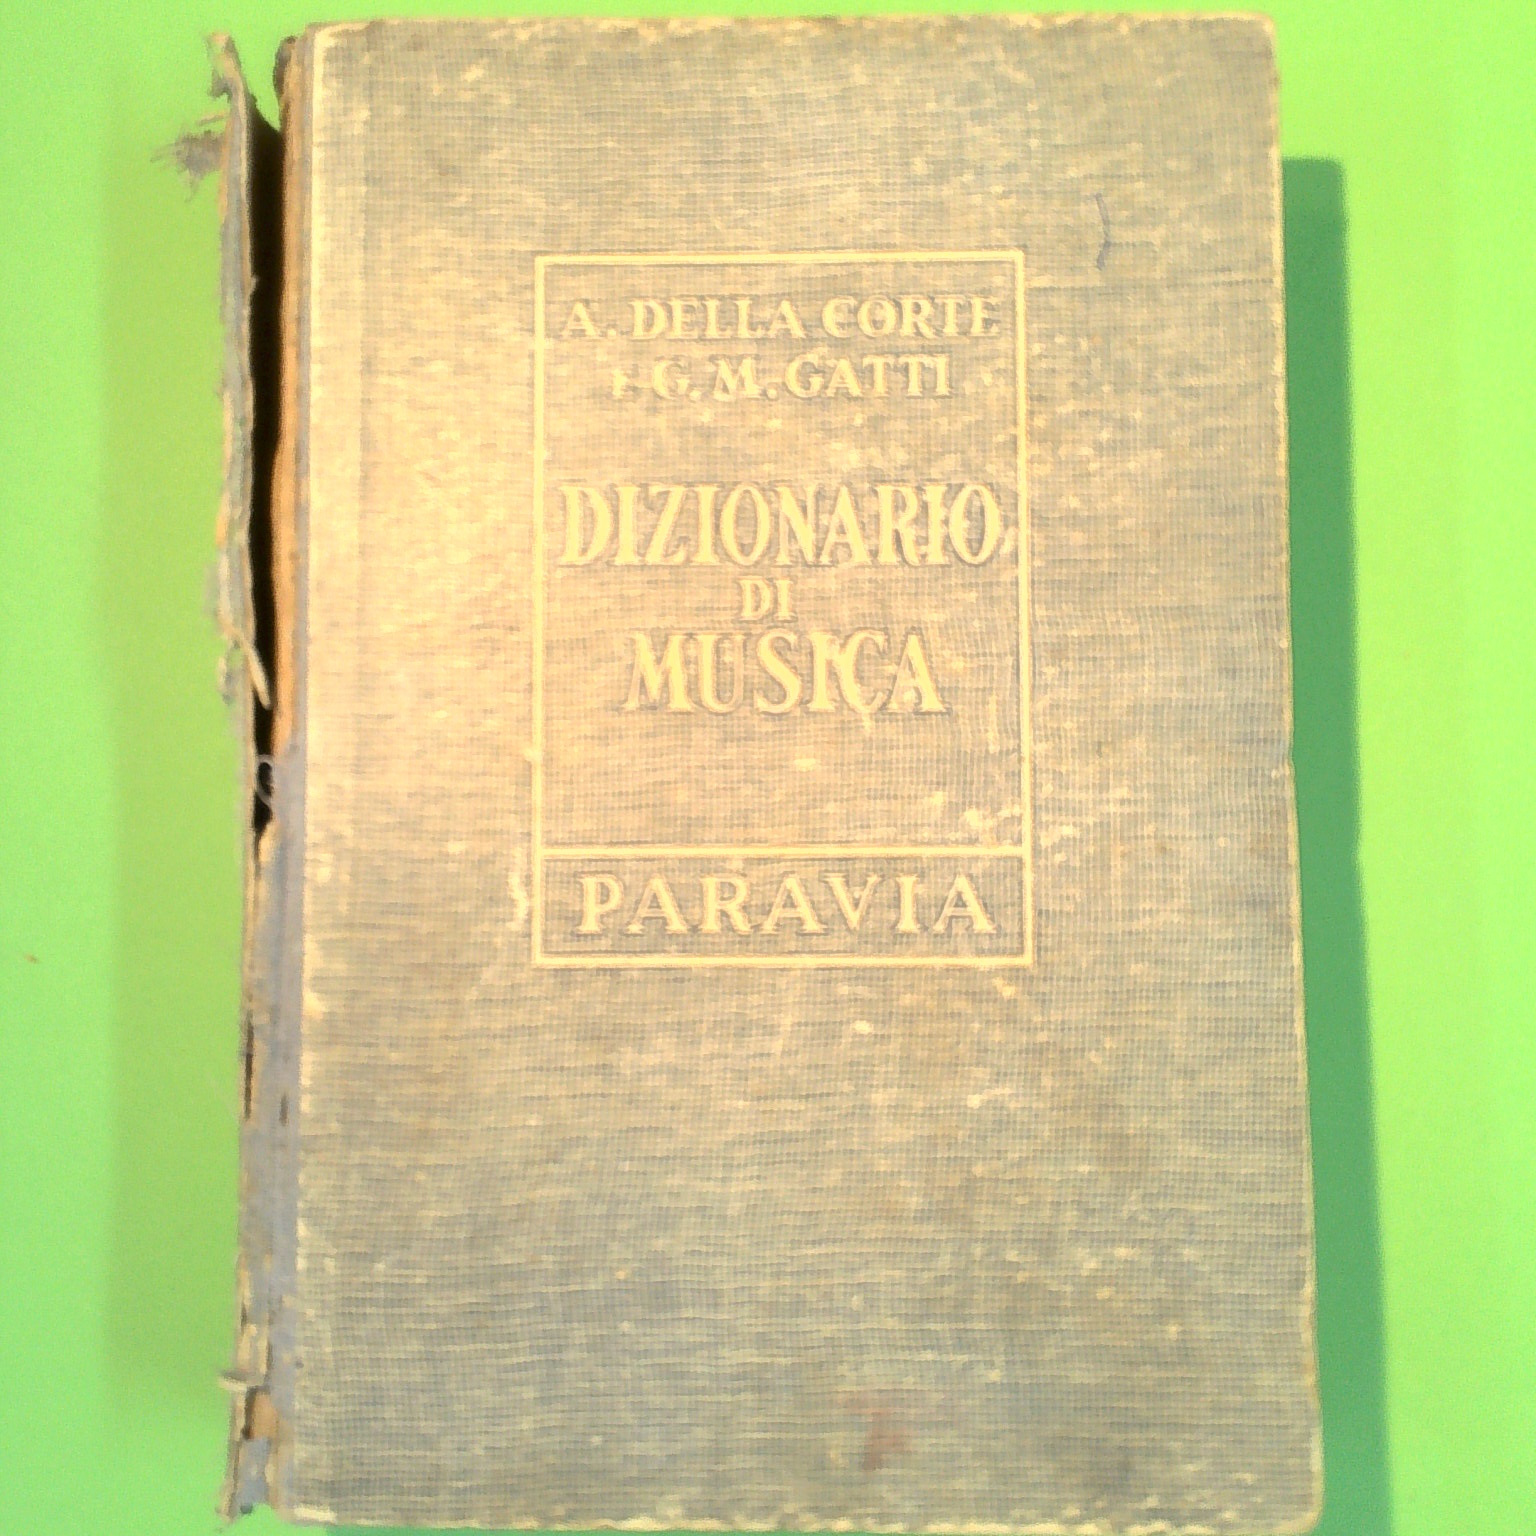 A. DELLA CORTE
E G. M. GATTI
DIZIONARIO
DI
MUSICA
PARAVIA